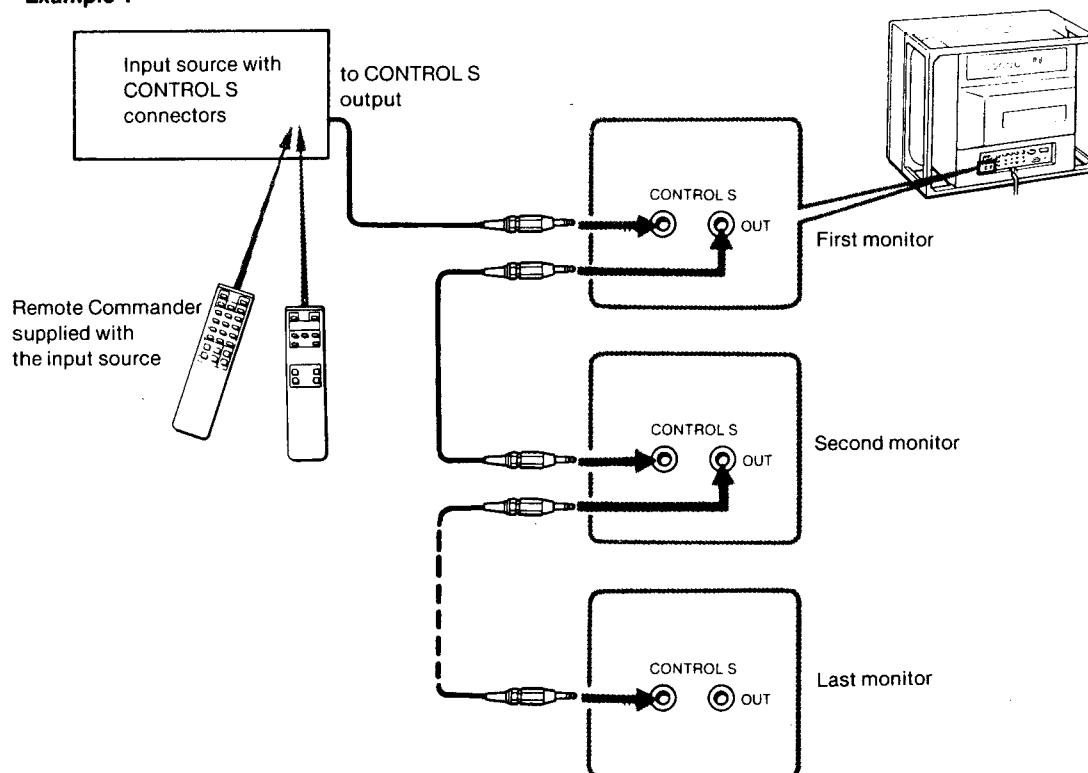 Input source with
CONTROL S
connectors
to CONTROL S
output
CONTROL S
OUT
First monitor
Remote Commander
supplied with
the input source
CONTROL S
OUT
Second monitor
CONTROL S
OUT
Last monitor